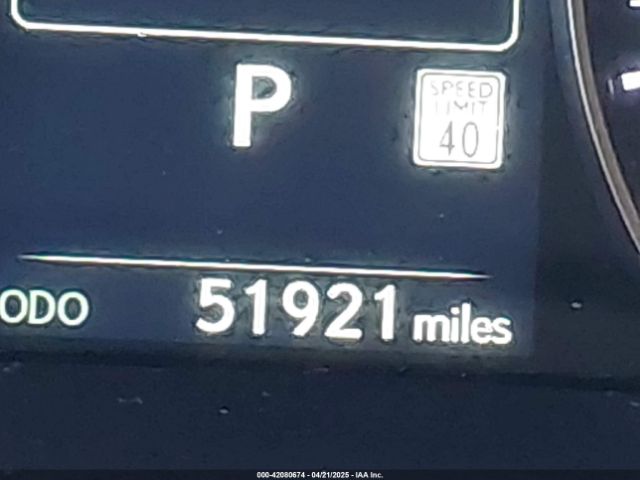 P
SPEED
LIMIT
40
ODO 51921 miles
000-42080674 - 04/21/2025 - IAA Inc.